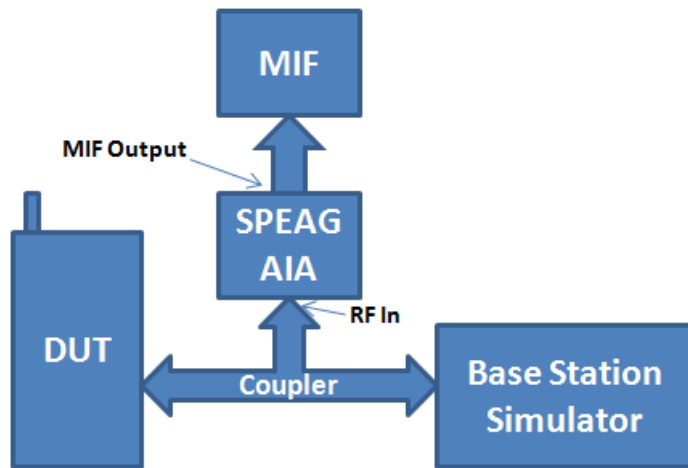 MIF
MIF Output
SPEAG
AIA
RF In
DUT
Coupler
Base Station
Simulator